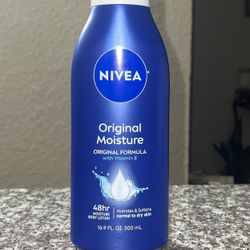 NIVEA
Original
Moisture
ORIGINAL FORMULA
with Vitamin E
48hr
MOISTURE
BODY LOTION
Hydrates & Softens
normal to dry skin
16.9 FL. OZ. 500 mL